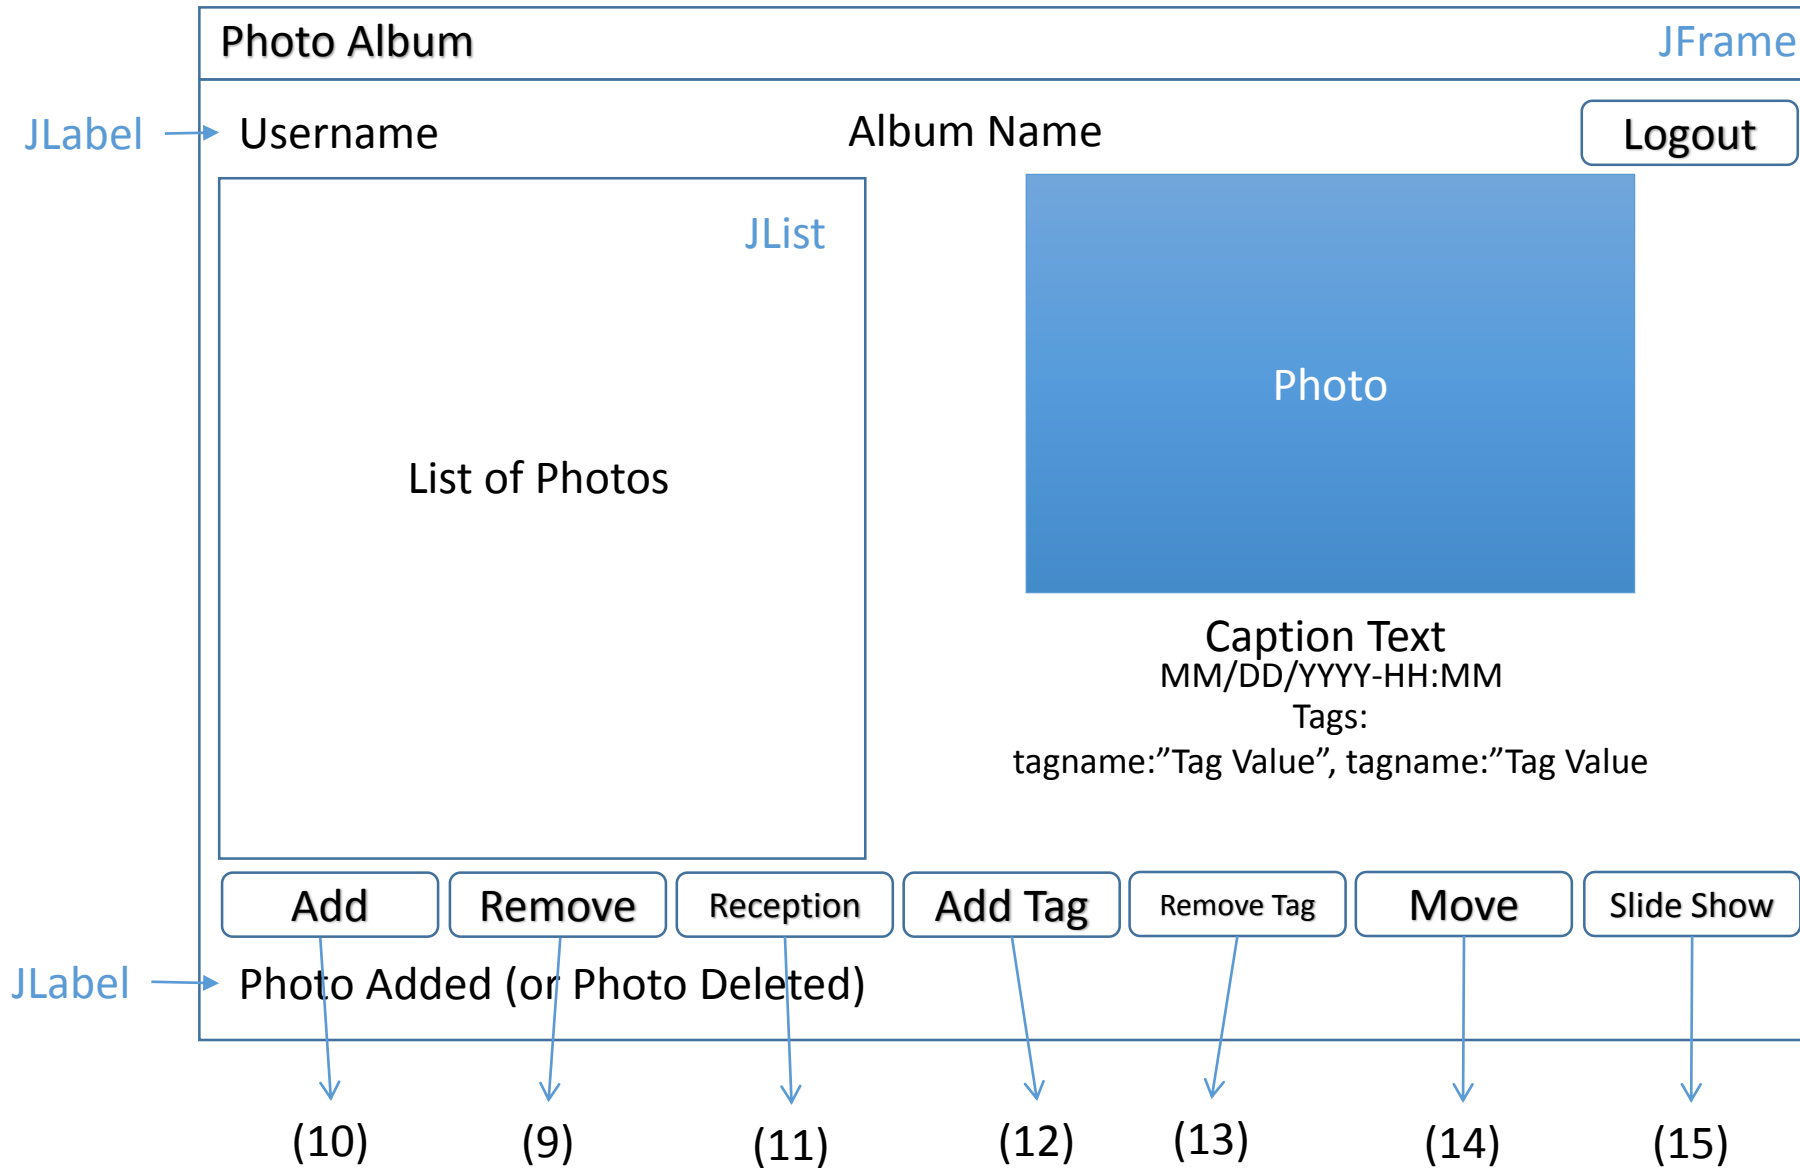 Photo Album JFrame
JLabel Username Album Name Logout
JList
Photo
List of Photos
Caption Text
MM/DD/YYYY-HH:MM
Tags:
tagname:”Tag Value”, tagname:”Tag Value
Add Remove Reception Add Tag Remove Tag Move Slide Show
JLabel Photo Added (or Photo Deleted)
(10) (9) (11) (12) (13) (14) (15)